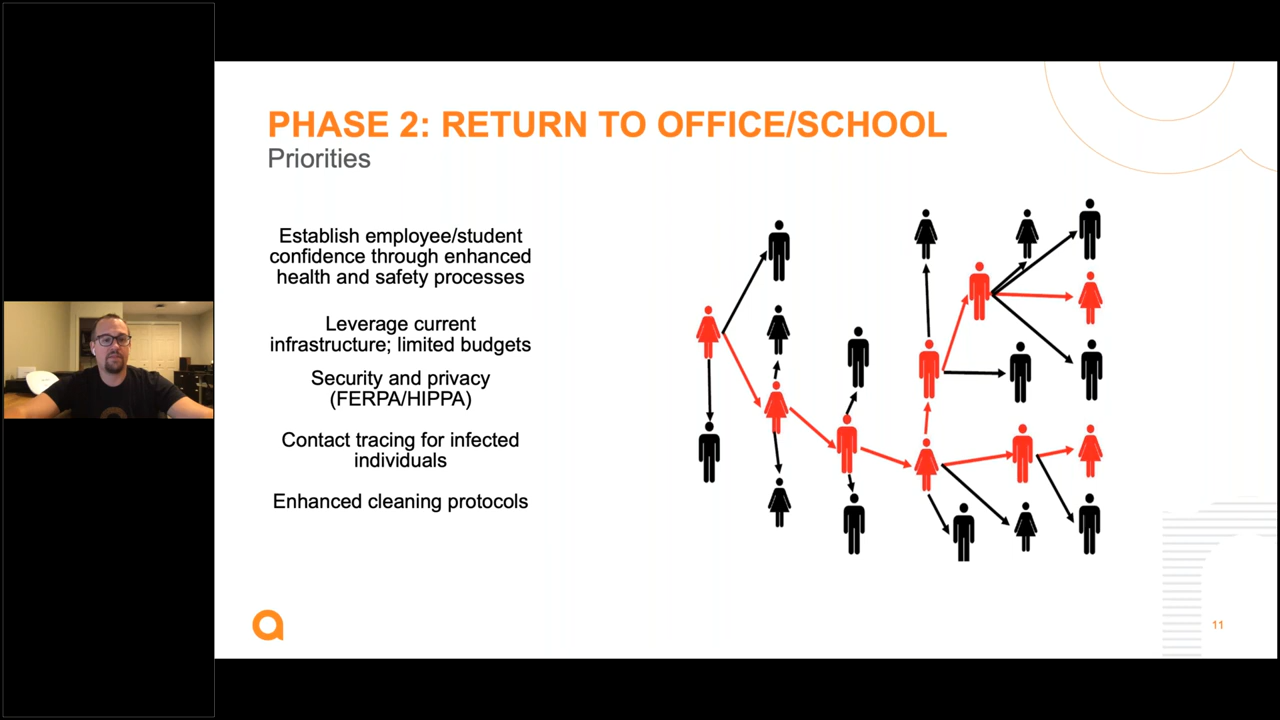 PHASE 2: RETURN TO OFFICE/SCHOOL
Priorities
Establish employee/student
confidence through enhanced
health and safety processes
Leverage current
infrastructure; limited budgets
Security and privacy
(FERPA/HIPPA)
Contact tracing for infected
individuals
Enhanced cleaning protocols
11